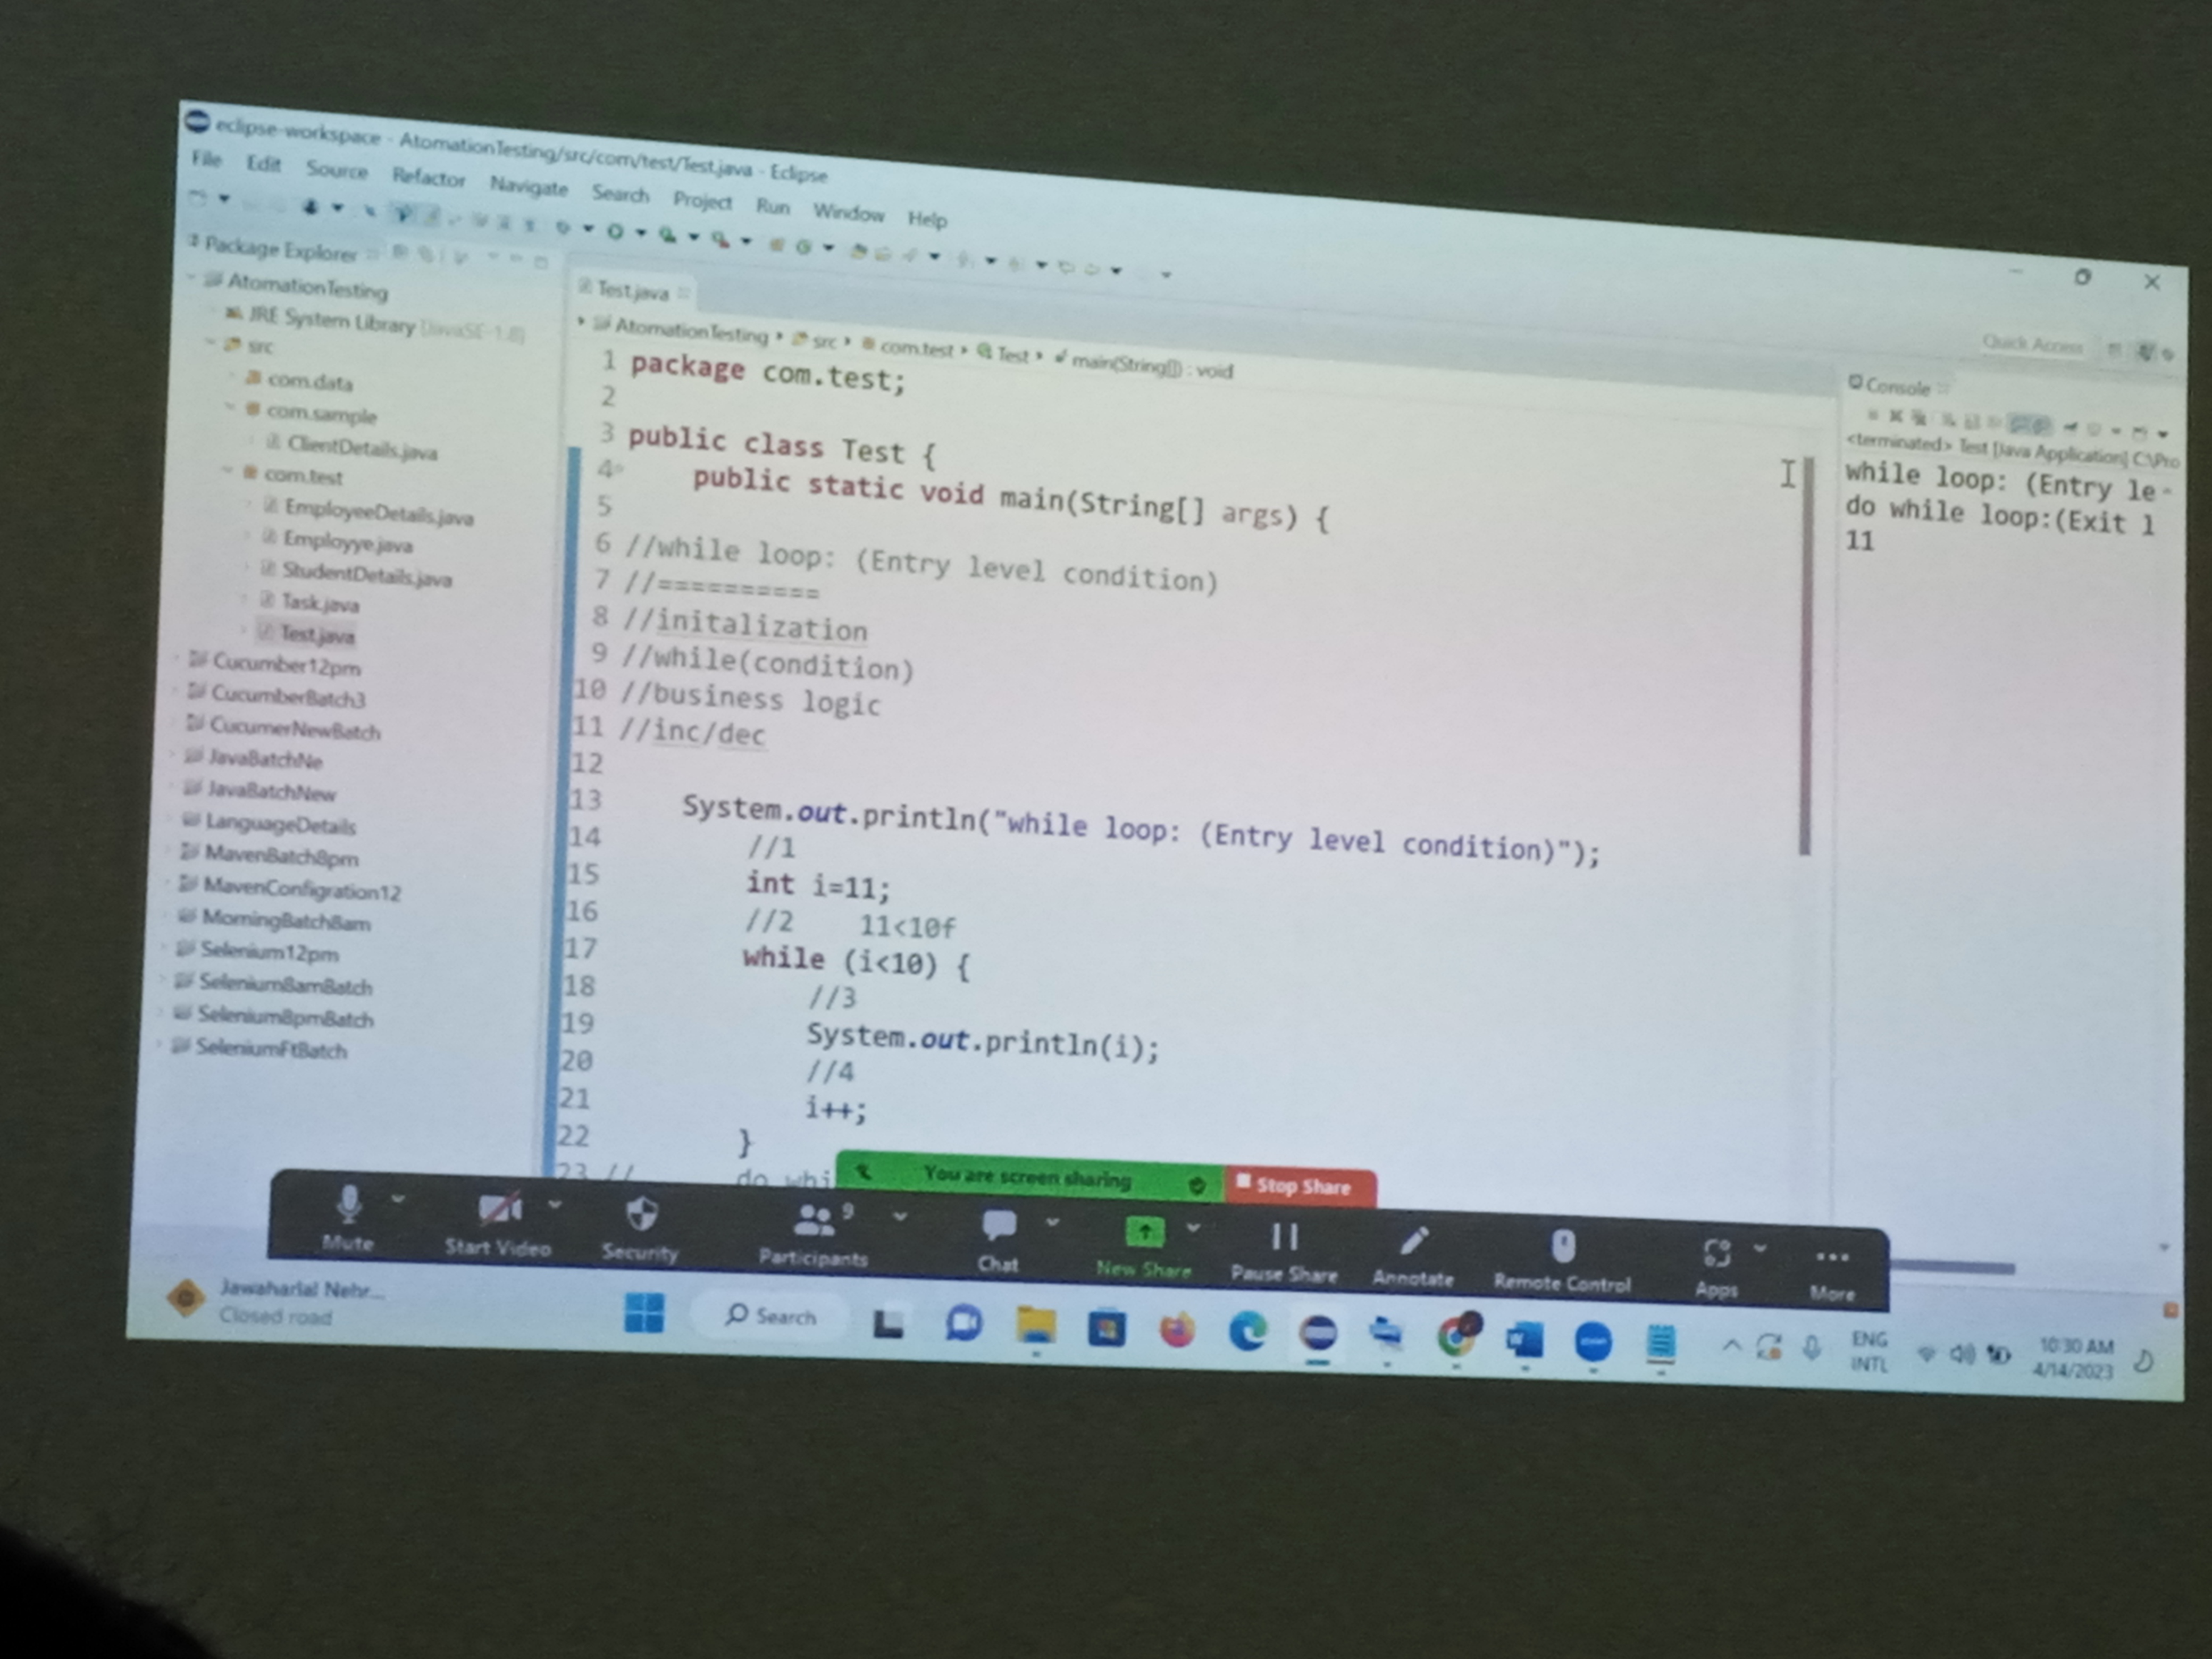 eclipse-workspace - AtomationTesting/src/com/test/Test.java - Eclipse
File Edit Source Refactor Navigate Search Project Run Window Help
Quick Access
Package Explorer
AtomationTesting
JRE System Library [JavaSE-1.8]
src
com.data
com.sample
ClientDetails.java
com.test
EmployeeDetails.java
Employye.java
StudentDetails.java
Task.java
Test.java
Cucumber12pm
CucumberBatch3
CucumerNewBatch
JavaBatchNe
JavaBatchNew
LanguageDetails
MavenBatch8pm
MavenConfigration12
MorningBatch8am
Selenium12pm
Selenium8amBatch
Selenium8pmBatch
SeleniumFtBatch
Test.java
AtomationTesting src com.test Test main(String[]) : void
1 package com.test;
2
3 public class Test {
4 public static void main(String[] args) {
5
6 //while loop: (Entry level condition)
7 //==========
8 //initalization
9 //while(condition)
10 //business logic
11 //inc/dec
12
13 System.out.println("while loop: (Entry level condition)");
14 //1
15 int i=11;
16 //2 11<10f
17 while (i<10) {
18 //3
19 System.out.println(i);
20 //4
21 i++;
22 }
23 // do whi
Console
<terminated> Test [Java Application] C:\Pro
while loop: (Entry le
do while loop:(Exit l
11
You are screen sharing Stop Share
Mute Start Video Security Participants 9 Chat New Share Pause Share Annotate Remote Control Apps More
Jawaharlal Nehr...
Closed road
Search
ENG
INTL
10:30 AM
4/14/2023